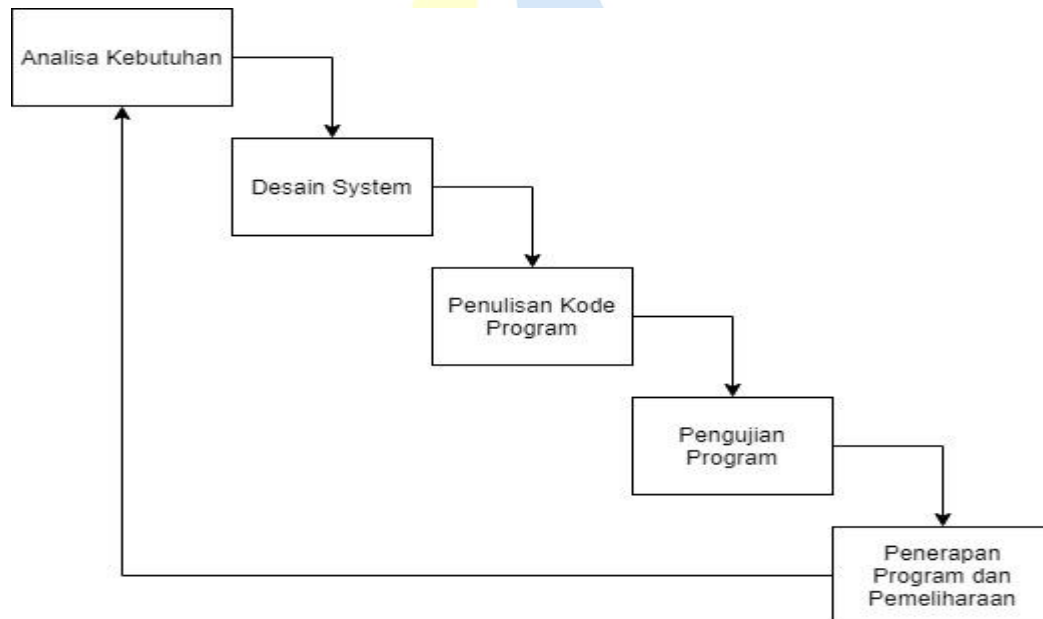 Analisa Kebutuhan
Desain System
Penulisan Kode
Program
Pengujian
Program
Penerapan
Program dan
Pemeliharaan